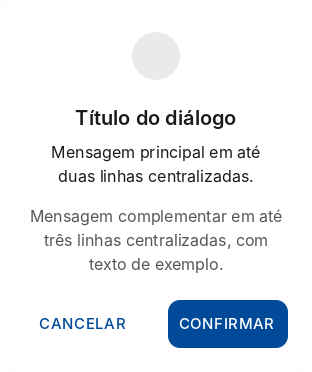 Título do diálogo
Mensagem principal em até
duas linhas centralizadas.
Mensagem complementar em até
três linhas centralizadas, com
texto de exemplo.
CANCELAR
CONFIRMAR